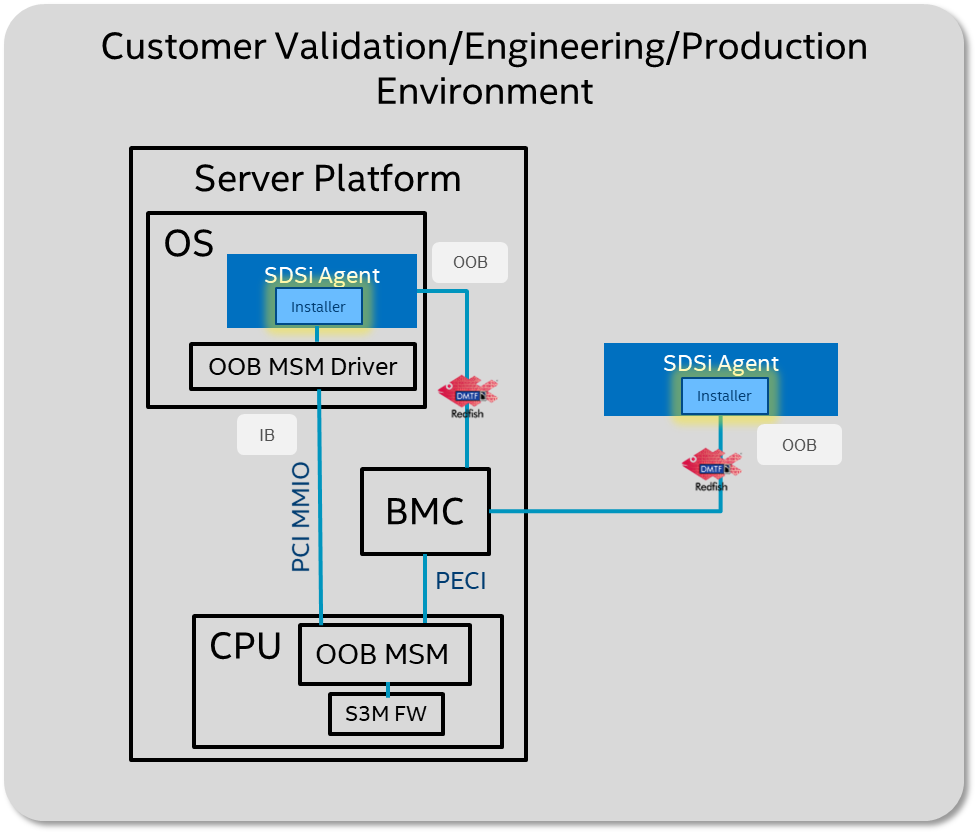 Customer Validation/Engineering/Production
Environment
Server Platform
OS
SDSi Agent
Installer
OOB
OOB MSM Driver
DMTF
Redfish
IB
PCI MMIO
SDSi Agent
Installer
OOB
DMTF
Redfish
BMC
PECI
CPU
OOB MSM
S3M FW